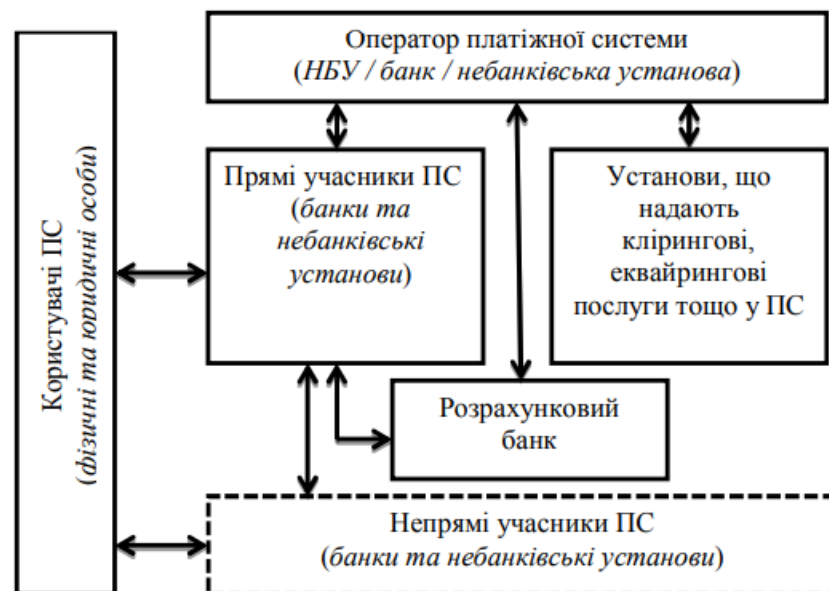 Оператор платіжної системи
(НБУ / банк / небанківська установа)
Користувачі ПС
(фізичні та юридичні особи)
Прямі учасники ПС
(банки та
небанківські
установи)
Установи, що
надають
клірингові,
еквайрингові
послуги тощо у ПС
Розрахунковий
банк
Непрямі учасники ПС
(банки та небанківські установи)